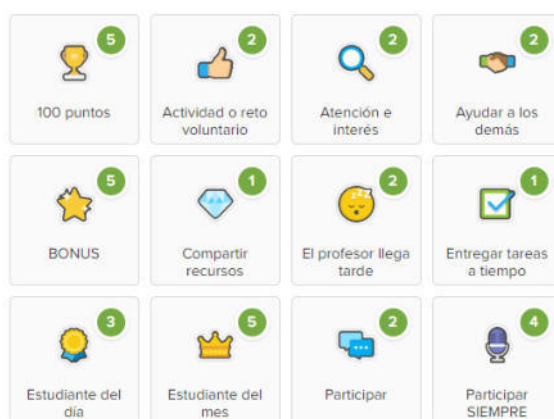 5
2
2
2
100 puntos
Actividad o reto
voluntario
Atención e
interés
Ayudar a los
demás
5
1
2
1
BONUS
Compartir
recursos
zzz
El profesor llega
tarde
Entregar tareas
a tiempo
3
5
2
4
Estudiante del
día
Estudiante del
mes
Participar
Participar
SIEMPRE